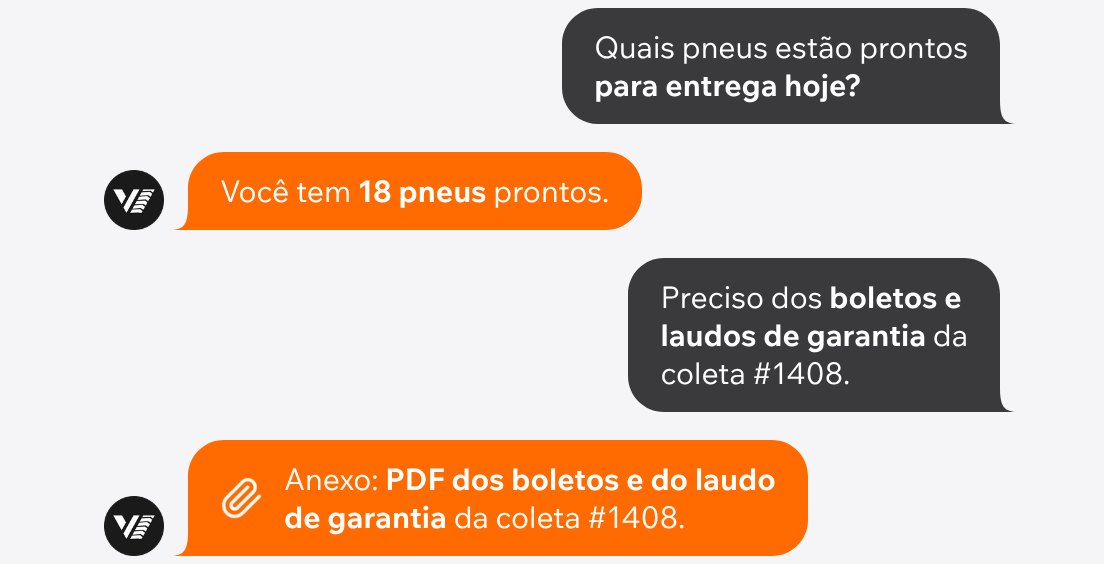 Quais pneus estão prontos
para entrega hoje?
Você tem 18 pneus prontos.
Preciso dos boletos e
laudos de garantia da
coleta #1408.
Anexo: PDF dos boletos e do laudo
de garantia da coleta #1408.